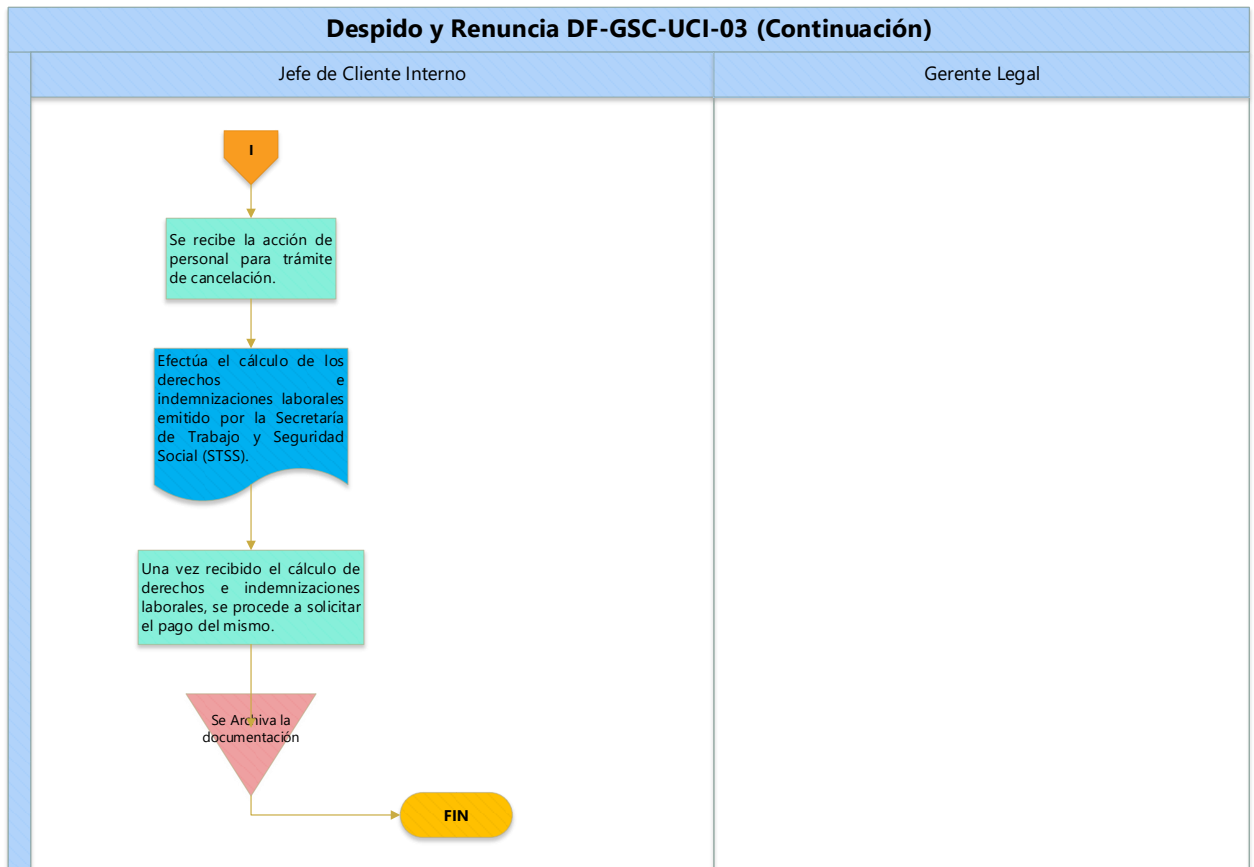 Despido y Renuncia DF-GSC-UCI-03 (Continuación)
Jefe de Cliente Interno
Gerente Legal
I
Se recibe la acción de
personal para trámite
de cancelación.
Efectúa el cálculo de los
derechos e
indemnizaciones laborales
emitido por la Secretaría
de Trabajo y Seguridad
Social (STSS).
Una vez recibido el cálculo de
derechos e indemnizaciones
laborales, se procede a solicitar
el pago del mismo.
Se Archiva la
documentación
FIN